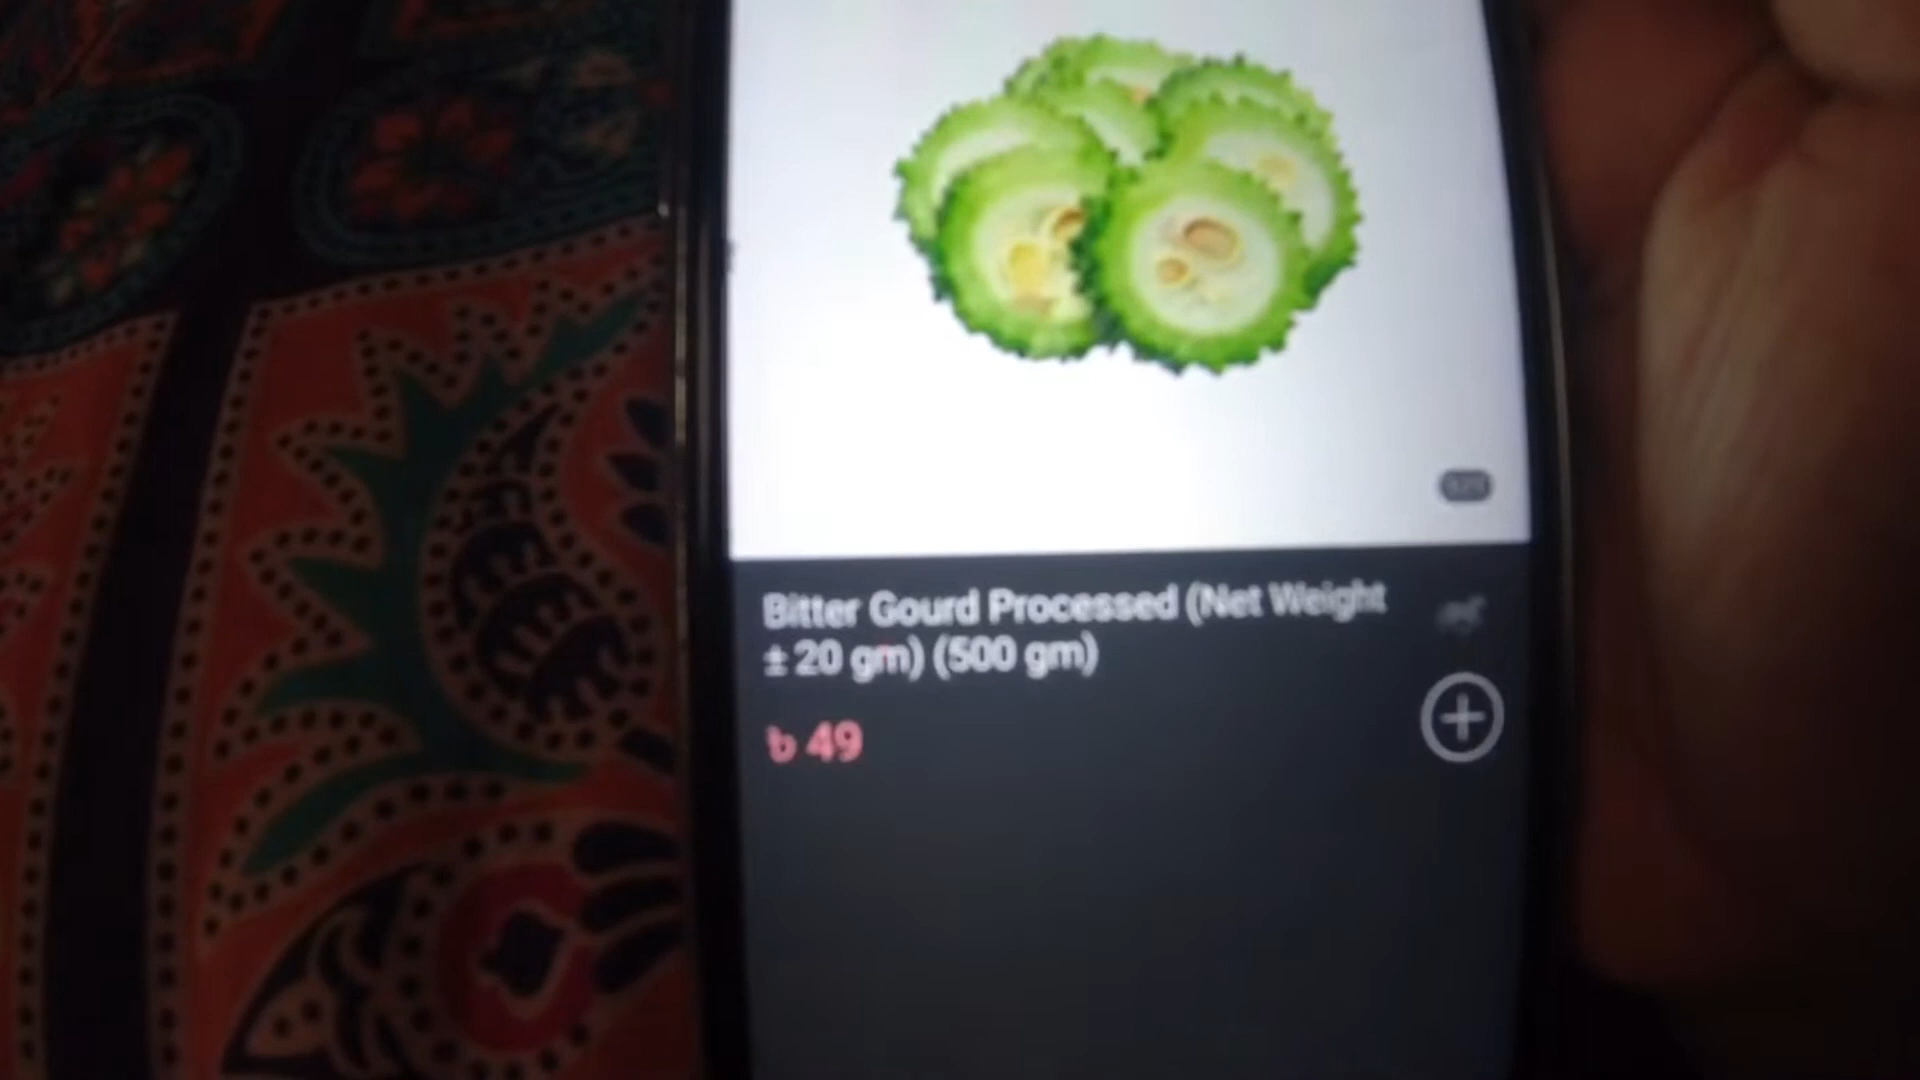 Bitter Gourd Processed (Net Weight
± 20 gm) (500 gm)
৳ 49